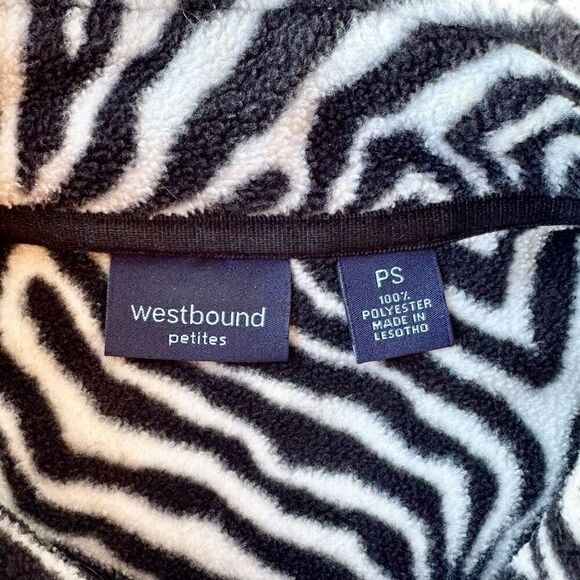 westbound
petites
PS
100%
POLYESTER
MADE IN
LESOTHO